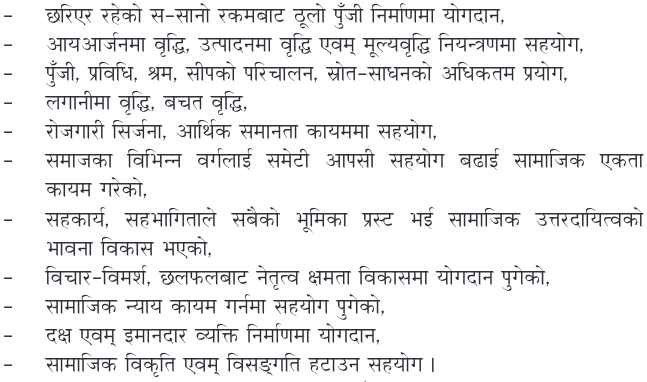 - छरिएर रहेको स-सानो रकमबाट ठूलो पुँजी निर्माणमा योगदान,
- आयआर्जनमा वृद्धि, उत्पादनमा वृद्धि एवम् मूल्यवृद्धि नियन्त्रणमा सहयोग,
- पुँजी, प्रविधि, श्रम, सीपको परिचालन, स्रोत-साधनको अधिकतम प्रयोग,
- लगानीमा वृद्धि, बचत वृद्धि,
- रोजगारी सिर्जना, आर्थिक समानता कायममा सहयोग,
- समाजका विभिन्न वर्गलाई समेटी आपसी सहयोग बढाई सामाजिक एकता
कायम गरेको,
- सहकार्य, सहभागिताले सबैको भूमिका प्रस्ट भई सामाजिक उत्तरदायित्वको
भावना विकास भएको,
- विचार-विमर्श, छलफलबाट नेतृत्व क्षमता विकासमा योगदान पुगेको,
- सामाजिक न्याय कायम गर्नमा सहयोग पुगेको,
- दक्ष एवम् इमानदार व्यक्ति निर्माणमा योगदान,
- सामाजिक विकृति एवम् विसङ्गति हटाउन सहयोग ।